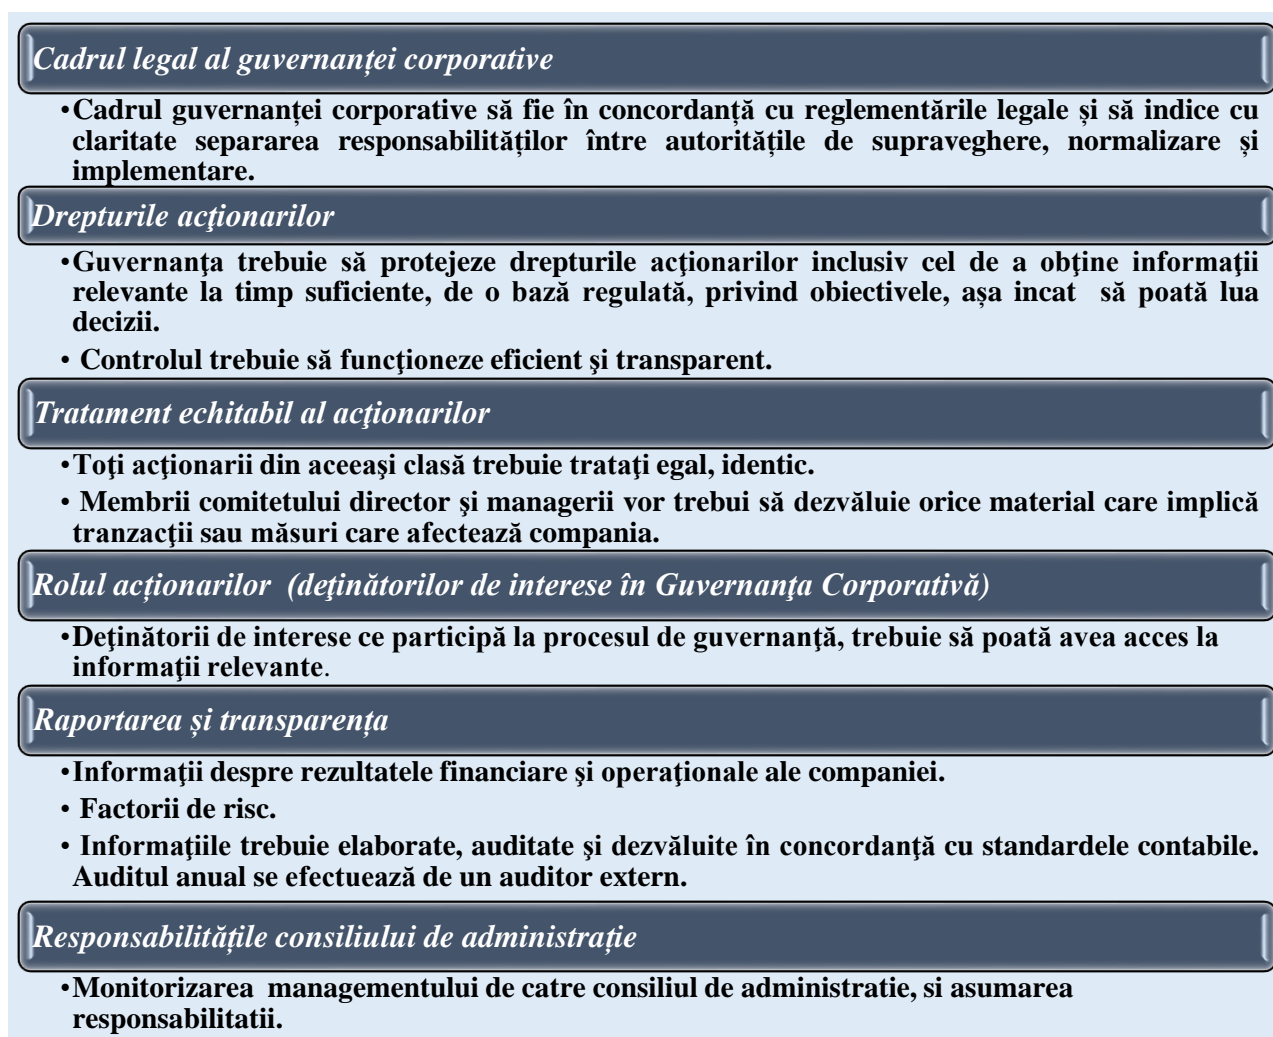 Cadrul legal al guvernanței corporative
•Cadrul guvernanței corporative să fie în concordanță cu reglementările legale și să indice cu
claritate separarea responsabilităților între autoritățile de supraveghere, normalizare și
implementare.
Drepturile acţionarilor
•Guvernanţa trebuie să protejeze drepturile acţionarilor inclusiv cel de a obţine informaţii
relevante la timp suficiente, de o bază regulată, privind obiectivele, așa incat să poată lua
decizii.
• Controlul trebuie să funcţioneze eficient şi transparent.
Tratament echitabil al acţionarilor
•Toţi acţionarii din aceeaşi clasă trebuie trataţi egal, identic.
• Membrii comitetului director şi managerii vor trebui să dezvăluie orice material care implică
tranzacţii sau măsuri care afectează compania.
Rolul acționarilor (deţinătorilor de interese în Guvernanţa Corporativă)
•Deţinătorii de interese ce participă la procesul de guvernanţă, trebuie să poată avea acces la
informaţii relevante.
Raportarea și transparența
•Informaţii despre rezultatele financiare şi operaţionale ale companiei.
• Factorii de risc.
• Informaţiile trebuie elaborate, auditate şi dezvăluite în concordanţă cu standardele contabile.
Auditul anual se efectuează de un auditor extern.
Responsabilitățile consiliului de administrație
•Monitorizarea managementului de catre consiliul de administratie, si asumarea
responsabilitatii.